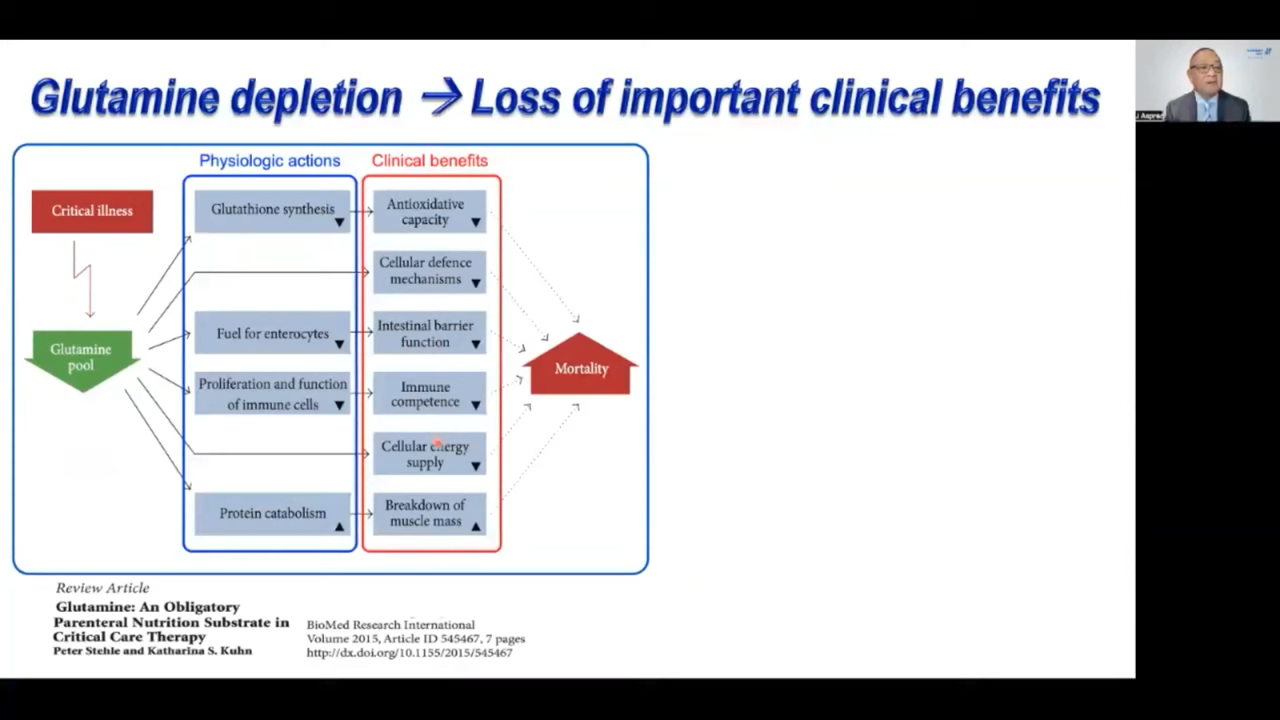 Glutamine depletion → Loss of important clinical benefits
Physiologic actions
Clinical benefits
Critical illness
Glutamine
pool
Glutathione synthesis
▼
Fuel for enterocytes
▼
Proliferation and function
of immune cells ▼
Protein catabolism
▲
Antioxidative
capacity ▼
Cellular defence
mechanisms ▼
Intestinal barrier
function ▼
Immune
competence ▼
Cellular energy
supply ▼
Breakdown of
muscle mass ▲
Mortality
Review Article
Glutamine: An Obligatory
Parenteral Nutrition Substrate in
Critical Care Therapy
Peter Stehle and Katharina S. Kuhn
BioMed Research International
Volume 2015, Article ID 545467, 7 pages
http://dx.doi.org/10.1155/2015/545467